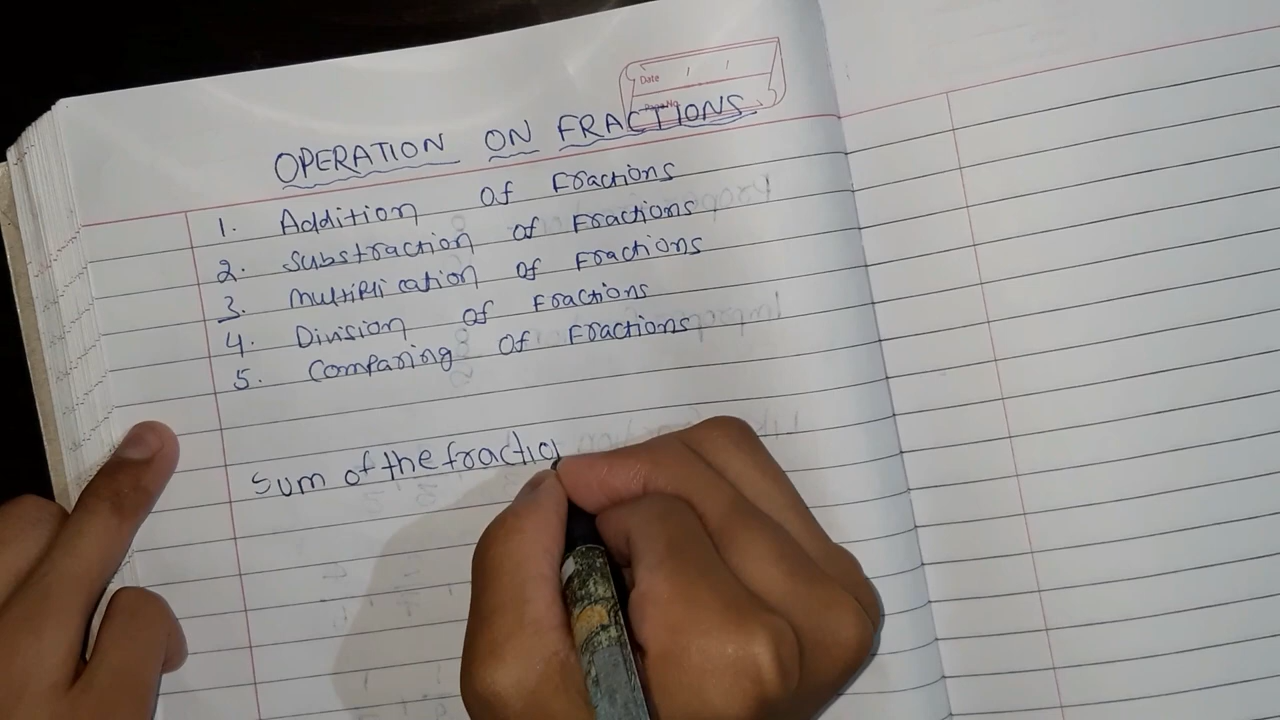 Date / /
Page No.
OPERATION ON FRACTIONS
1. Addition of Fractions
2. Substraction of Fractions
3. Multiplication of Fractions
4. Division of Fractions
5. Comparing of Fractions
Sum of the fractio